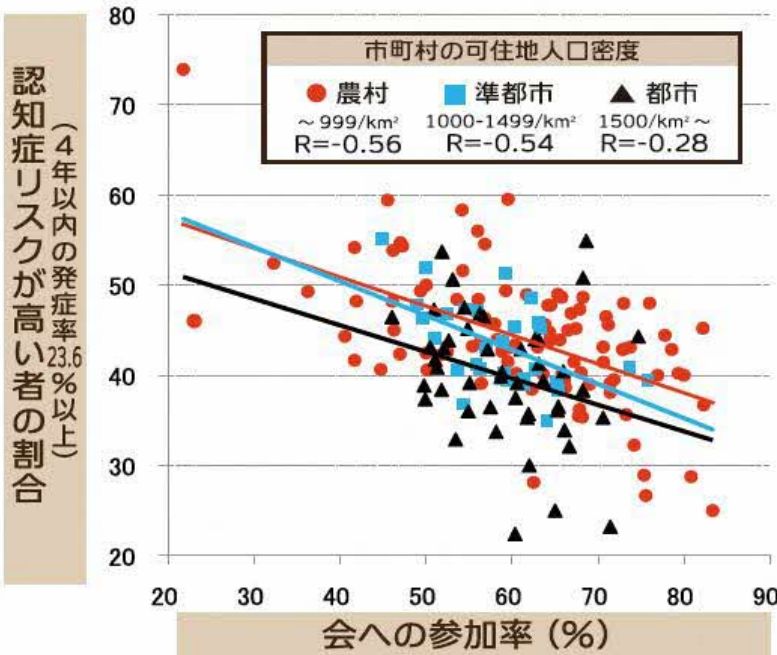 80
70
60
50
40
30
20
20
30
40
50
60
70
80
90
認知症リスクが高い者の割合
(4年以内の発症率23.6%以上)
市町村の可住地人口密度
農村
準都市
都市
～999/km²
1000-1499/km²
1500/km²～
R=-0.56
R=-0.54
R=-0.28
会への参加率(%)